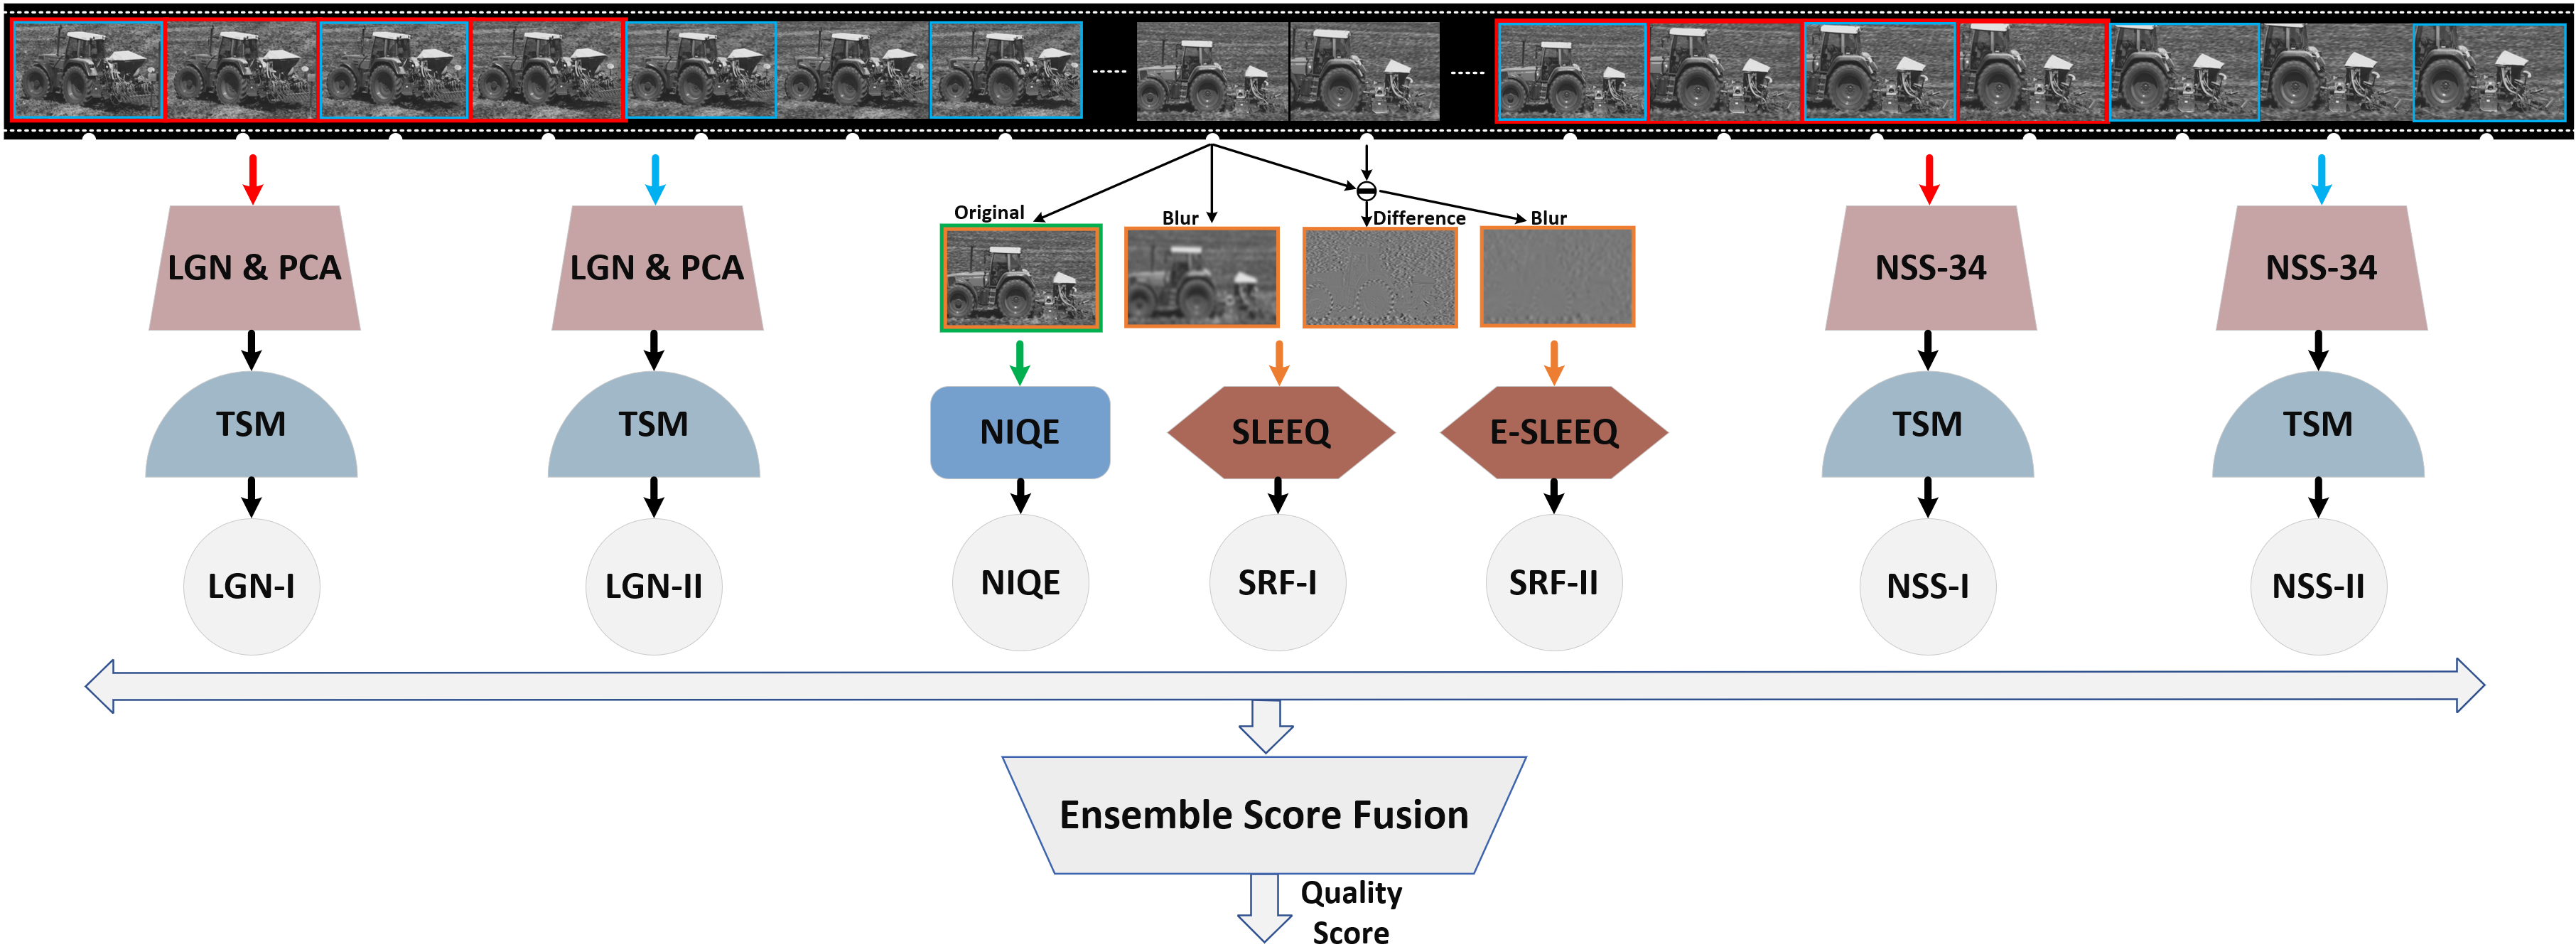 Original
Blur
Difference
Blur
LGN & PCA
LGN & PCA
NSS-34
NSS-34
TSM
TSM
NIQE
SLEEQ
E-SLEEQ
TSM
TSM
LGN-I
LGN-II
NIQE
SRF-I
SRF-II
NSS-I
NSS-II
Ensemble Score Fusion
Quality
Score